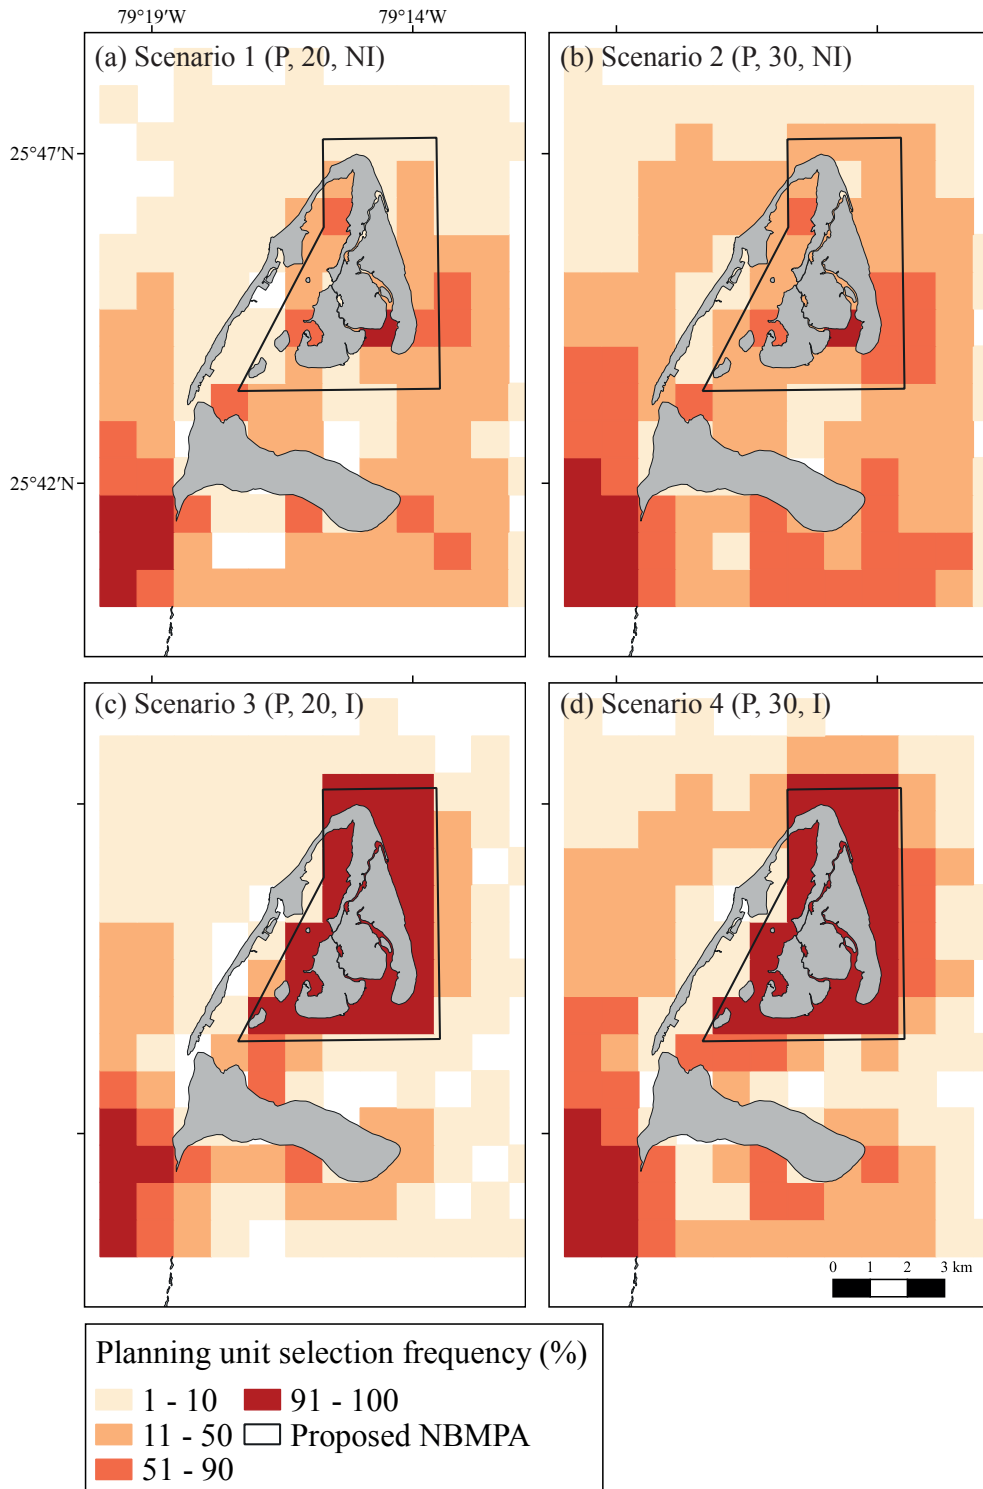 79°19′W 79°14′W
(a) Scenario 1 (P, 20, NI) (b) Scenario 2 (P, 30, NI)
25°47′N
25°42′N
(c) Scenario 3 (P, 20, I) (d) Scenario 4 (P, 30, I)
0 1 2 3 km
Planning unit selection frequency (%)
1 - 10 91 - 100
11 - 50 Proposed NBMPA
51 - 90